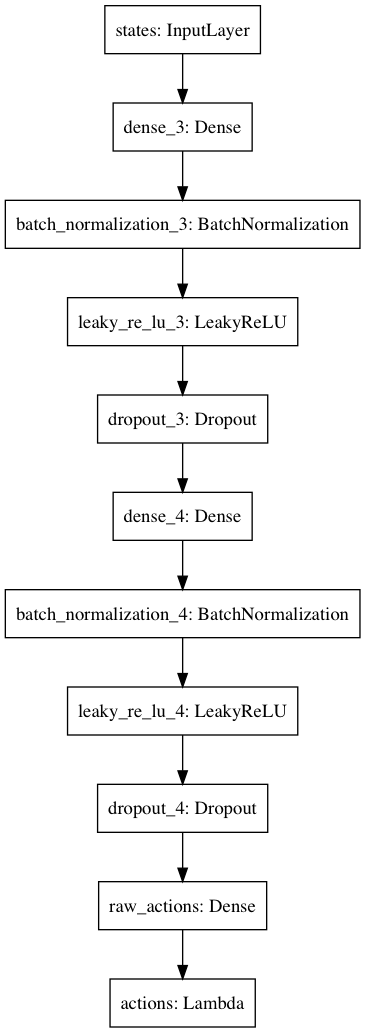 states: InputLayer
dense_3: Dense
batch_normalization_3: BatchNormalization
leaky_re_lu_3: LeakyReLU
dropout_3: Dropout
dense_4: Dense
batch_normalization_4: BatchNormalization
leaky_re_lu_4: LeakyReLU
dropout_4: Dropout
raw_actions: Dense
actions: Lambda